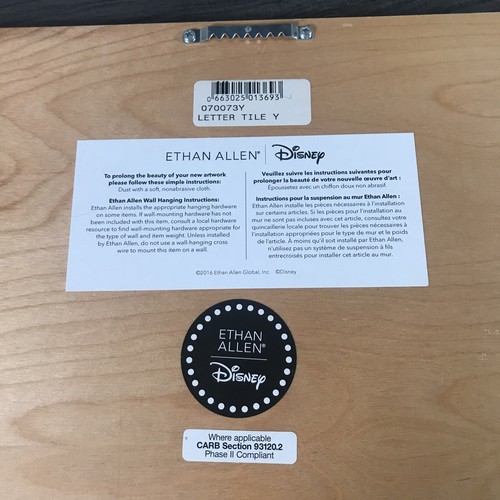 0 663025 013693
070073Y
LETTER TILE Y
ETHAN ALLEN® | Disney
To prolong the beauty of your new artwork
please follow these simple instructions:
Dust with a soft, nonabrasive cloth.
Ethan Allen Wall Hanging Instructions:
Ethan Allen installs the appropriate hanging hardware
on some items. If wall-mounting hardware has not
been included with this item, consult a local hardware
resource to find wall-mounting hardware appropriate for
the type of wall and item weight. Unless installed
by Ethan Allen, do not use a wall-hanging cross
wire to mount this item on a wall.
Veuillez suivre les instructions suivantes pour
prolonger la beauté de votre nouvelle œuvre d'art :
Époussetez avec un chiffon doux non abrasif.
Instructions pour la suspension au mur Ethan Allen :
Ethan Allen installe les pièces nécessaires à l'installation
sur certains articles. Si les pièces pour l'installation au
mur ne sont pas incluses avec cet article, consultez votre
quincaillerie locale pour trouver les pièces nécessaires à
l'installation appropriées pour le type de mur et le poids
de l'article. À moins qu'il soit installé par Ethan Allen,
n'utilisez pas un système de suspension à fils
entrecroisés pour installer cet article au mur.
©2016 Ethan Allen Global, Inc. ©Disney
ETHAN
ALLEN®
Disney
Where applicable
CARB Section 93120.2
Phase II Compliant